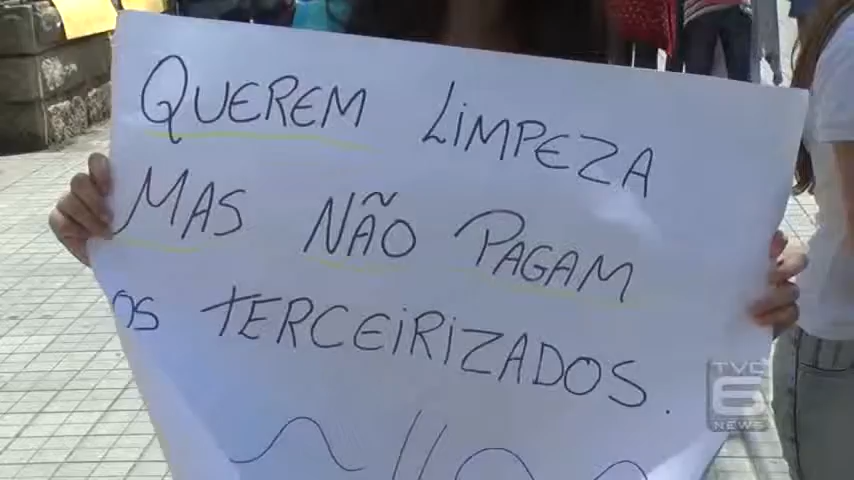 QUEREM LIMPEZA
MAS NÃO PAGAM
OS TERCEIRIZADOS.
TVC
6
NEWS